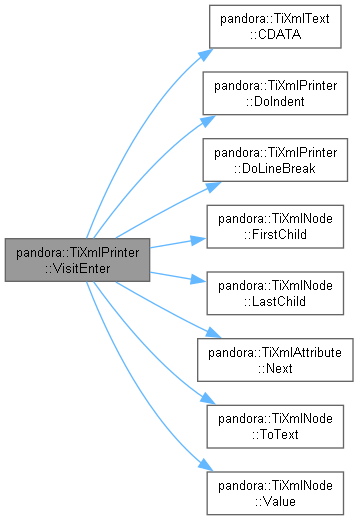 pandora::TiXmlText
::CDATA
pandora::TiXmlPrinter
::DoIndent
pandora::TiXmlPrinter
::DoLineBreak
pandora::TiXmlNode
::FirstChild
pandora::TiXmlPrinter
::VisitEnter
pandora::TiXmlNode
::LastChild
pandora::TiXmlAttribute
::Next
pandora::TiXmlNode
::ToText
pandora::TiXmlNode
::Value